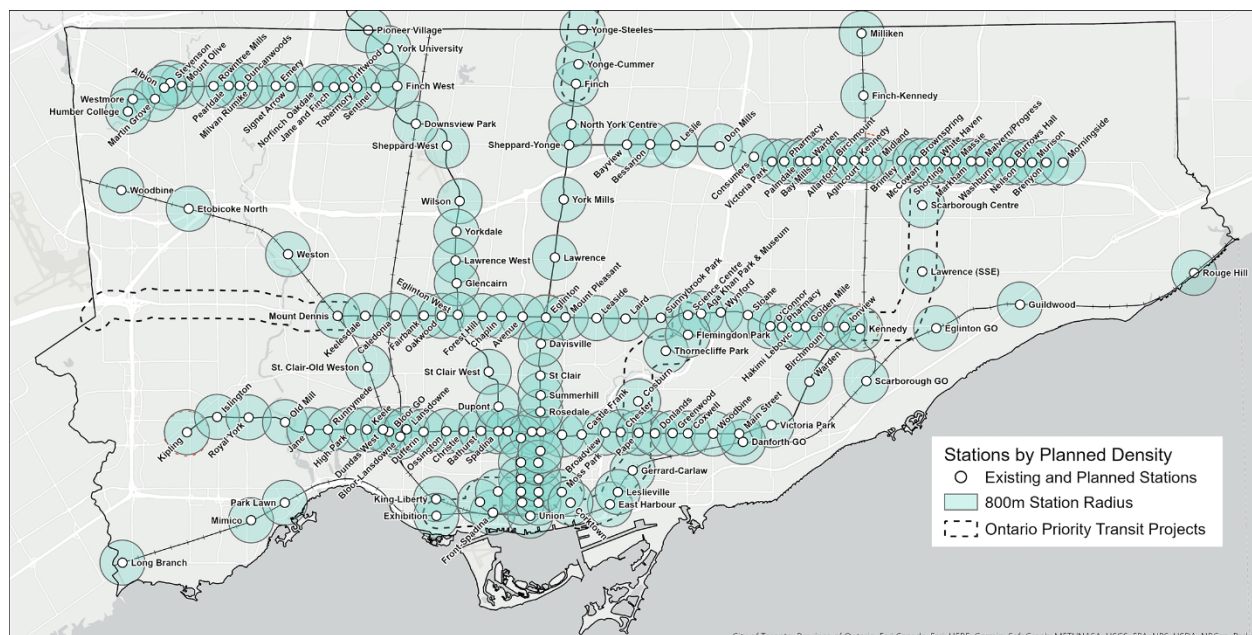 Pioneer Village
York University
Yonge-Steeles
Milliken
Albion
Stevenson
Mount Olive
Rowntree Mills
Pearldale
Duncanwoods
Milvan Rumike
Emery
Signet Arrow
Norfinch Oakdale
Jane and Finch
Tobermory
Driftwood
Sentinel
Finch West
Westmore
Humber College
Martin Grove
Yonge-Cummer
Finch
Finch-Kennedy
Downsview Park
Sheppard West
North York Centre
Sheppard-Yonge
Bayview
Bessarion
Leslie
Don Mills
Consumers
Victoria Park
Pharmacy
Palmdale
Warden
Bay Mills
Birchmount
Allanford
Kennedy
Agincourt
Midland
Brimley
Brownspring
McCowan
White Haven
Shorting
Massie
Markham
Malvern/Progress
Washburn
Burrows Hall
Neilson
Murison
Brenyon
Morningside
Woodbine
Etobicoke North
Wilson
York Mills
Scarborough Centre
Yorkdale
Weston
Lawrence West
Lawrence
Glencairn
Lawrence (SSE)
Rouge Hill
Guildwood
Mount Dennis
Keelesdale
Caledonia
Fairbank
Oakwood
Eglinton West
Forest Hill
Chaplin
Avenue
Eglinton
Mount Pleasant
Leaside
Laird
Sunnybrook Park
Science Centre
Aga Khan Park & Museum
Wynford
Sloane
O'Connor
Pharmacy
Hakimi Lebovic
Golden Mile
Birchmount
Ionview
Kennedy
Eglinton GO
Flemingdon Park
Thorncliffe Park
Davisville
St. Clair-Old Weston
St Clair West
St Clair
Cosburn
Warden
Scarborough GO
Summerhill
Dupont
Rosedale
Kipling
Islington
Royal York
Old Mill
Jane
Runnymede
High Park
Keele
Dundas West
Bloor GO
Bloor-Lansdowne
Lansdowne
Dufferin
Ossington
Christie
Bathurst
Spadina
Castle Frank
Broadview
Chester
Pape
Donlands
Greenwood
Coxwell
Woodbine
Main Street
Danforth GO
Victoria Park
Gerrard-Carlaw
Moss Park
Leslieville
East Harbour
Corktown
Union
Front-Spadina
King-Liberty
Exhibition
Park Lawn
Mimico
Long Branch
Stations by Planned Density
Existing and Planned Stations
800m Station Radius
Ontario Priority Transit Projects